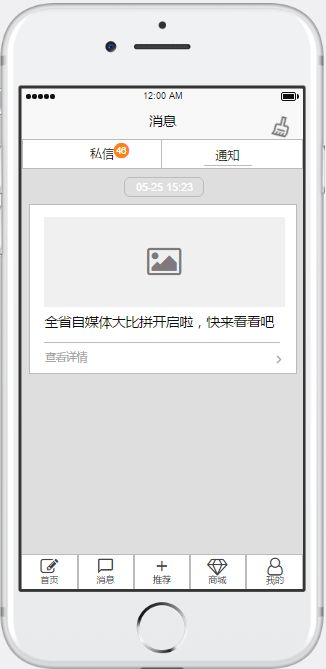 12:00 AM
消息
私信 46
通知
05-25 15:23
全省自媒体大比拼开启啦，快来看看吧
查看详情
首页 消息 推荐 商城 我的